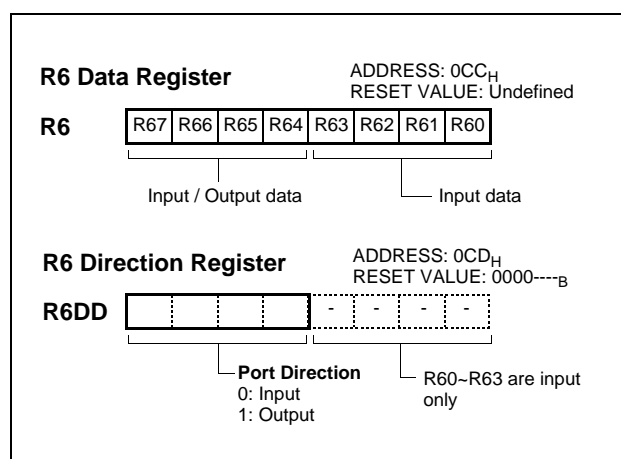 R6 Data Register
ADDRESS: 0CCH
RESET VALUE: Undefined
R6
R67 R66 R65 R64 R63 R62 R61 R60
Input / Output data
Input data
R6 Direction Register
ADDRESS: 0CDH
RESET VALUE: 0000----B
R6DD
- - - -
Port Direction
0: Input
1: Output
R60~R63 are input
only